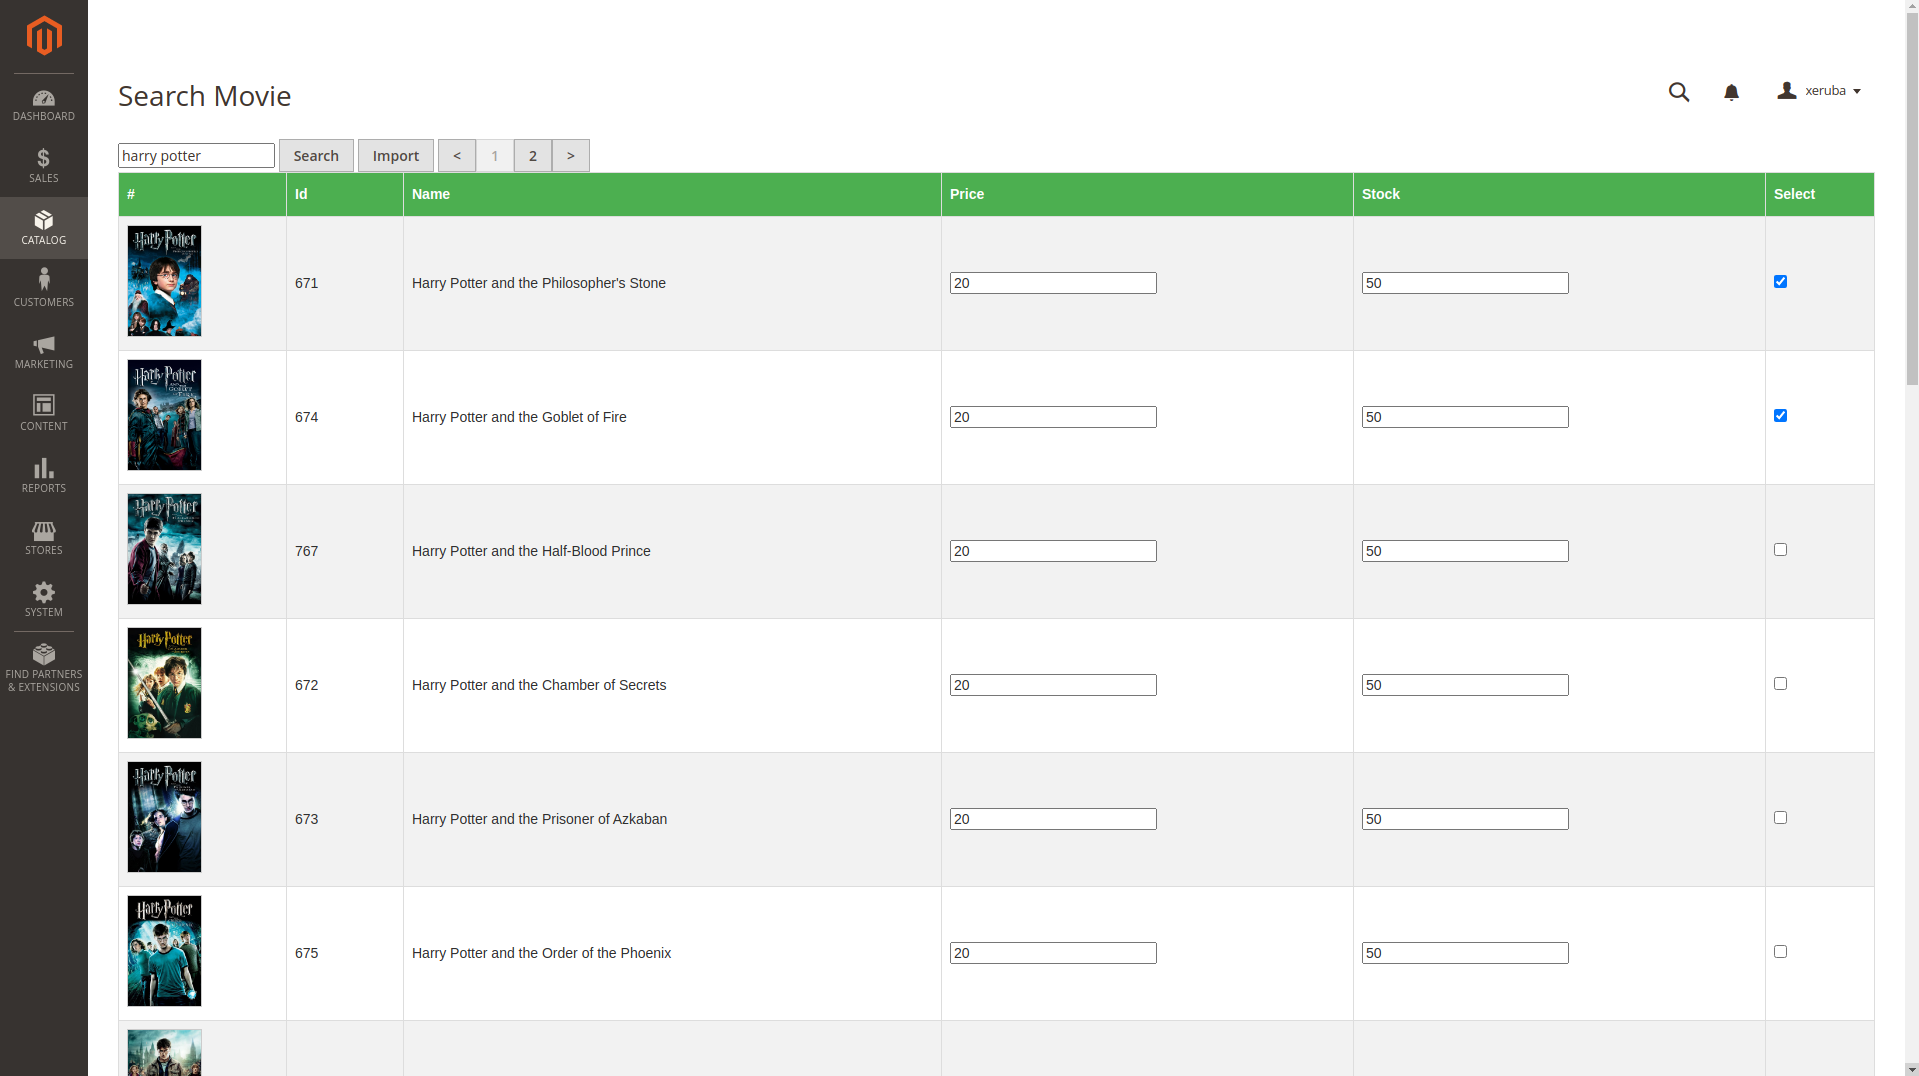 Search Movie
xeruba
DASHBOARD
SALES
CATALOG
CUSTOMERS
MARKETING
CONTENT
REPORTS
STORES
SYSTEM
FIND PARTNERS
& EXTENSIONS
harry potter Search Import < 1 2 >
# Id Name Price Stock Select
Harry Potter
671 Harry Potter and the Philosopher's Stone 20 50
Harry Potter
AND THE
GOBLET OF FIRE
674 Harry Potter and the Goblet of Fire 20 50
Harry Potter
767 Harry Potter and the Half-Blood Prince 20 50
Harry Potter
672 Harry Potter and the Chamber of Secrets 20 50
Harry Potter
673 Harry Potter and the Prisoner of Azkaban 20 50
Harry Potter
675 Harry Potter and the Order of the Phoenix 20 50